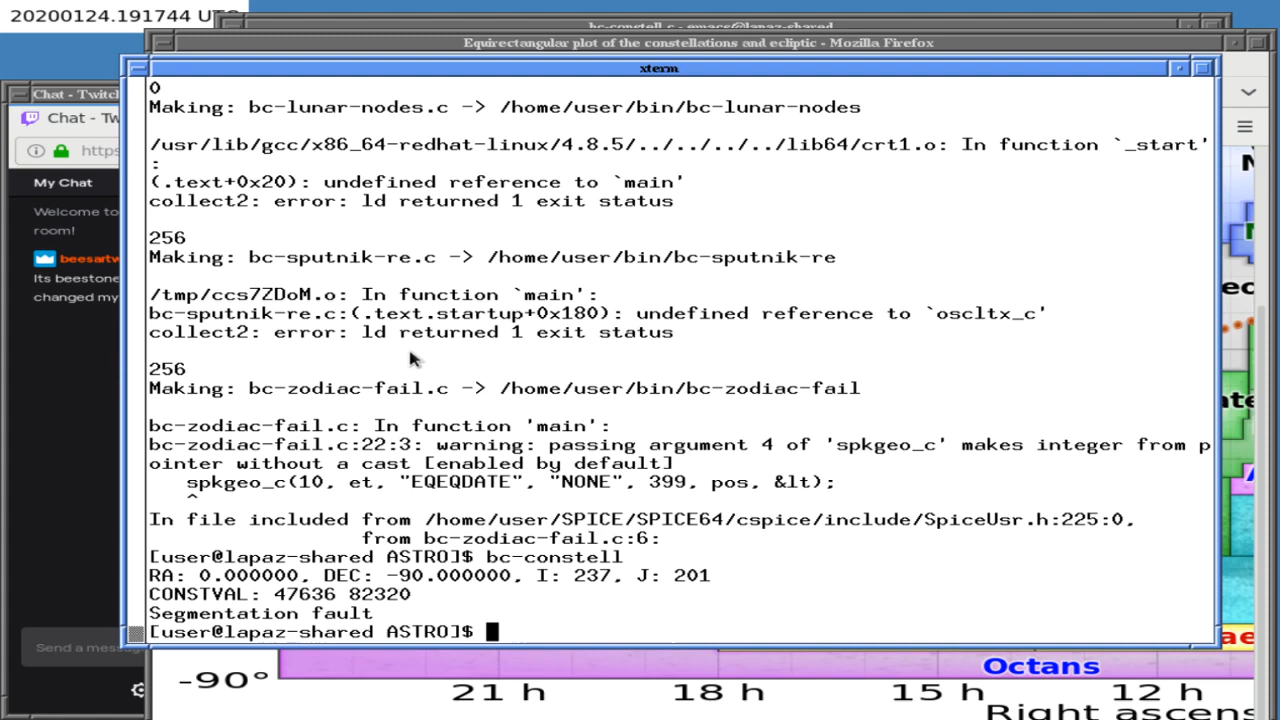 20200124.191744 UTC
bc-constell.c - emacs@lapaz-shared
Equirectangular plot of the constellations and ecliptic - Mozilla Firefox
xterm
Chat - Twitch
Chat - Tw
https
My Chat
Welcome to
room!
beesartw
Its beestone
changed my
Send a mess
0
Making: bc-lunar-nodes.c -> /home/user/bin/bc-lunar-nodes
/usr/lib/gcc/x86_64-redhat-linux/4.8.5/../../../../lib64/crt1.o: In function `_start'
:
(.text+0x20): undefined reference to `main'
collect2: error: ld returned 1 exit status
256
Making: bc-sputnik-re.c -> /home/user/bin/bc-sputnik-re
/tmp/ccs7ZDoM.o: In function `main':
bc-sputnik-re.c:(.text.startup+0x180): undefined reference to `oscltx_c'
collect2: error: ld returned 1 exit status
256
Making: bc-zodiac-fail.c -> /home/user/bin/bc-zodiac-fail
bc-zodiac-fail.c: In function 'main':
bc-zodiac-fail.c:22:3: warning: passing argument 4 of 'spkgeo_c' makes integer from p
ointer without a cast [enabled by default]
spkgeo_c(10, et, "EQEQDATE", "NONE", 399, pos, &lt);
^
In file included from /home/user/SPICE/SPICE64/cspice/include/SpiceUsr.h:225:0,
from bc-zodiac-fail.c:6:
[user@lapaz-shared ASTRO]$ bc-constell
RA: 0.000000, DEC: -90.000000, I: 237, J: 201
CONSTVAL: 47636 82320
Segmentation fault
[user@lapaz-shared ASTRO]$
Octans
-90°
21 h
18 h
15 h
12 h
Right ascens